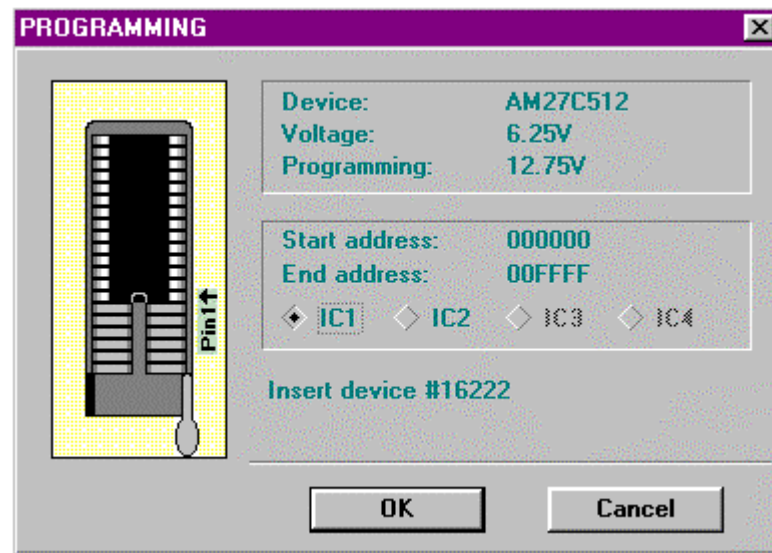 PROGRAMMING
Device: AM27C512
Voltage: 6.25V
Programming: 12.75V
Start address: 000000
End address: 00FFFF
IC1 IC2 IC3 IC4
Pin1
Insert device #16222
OK Cancel